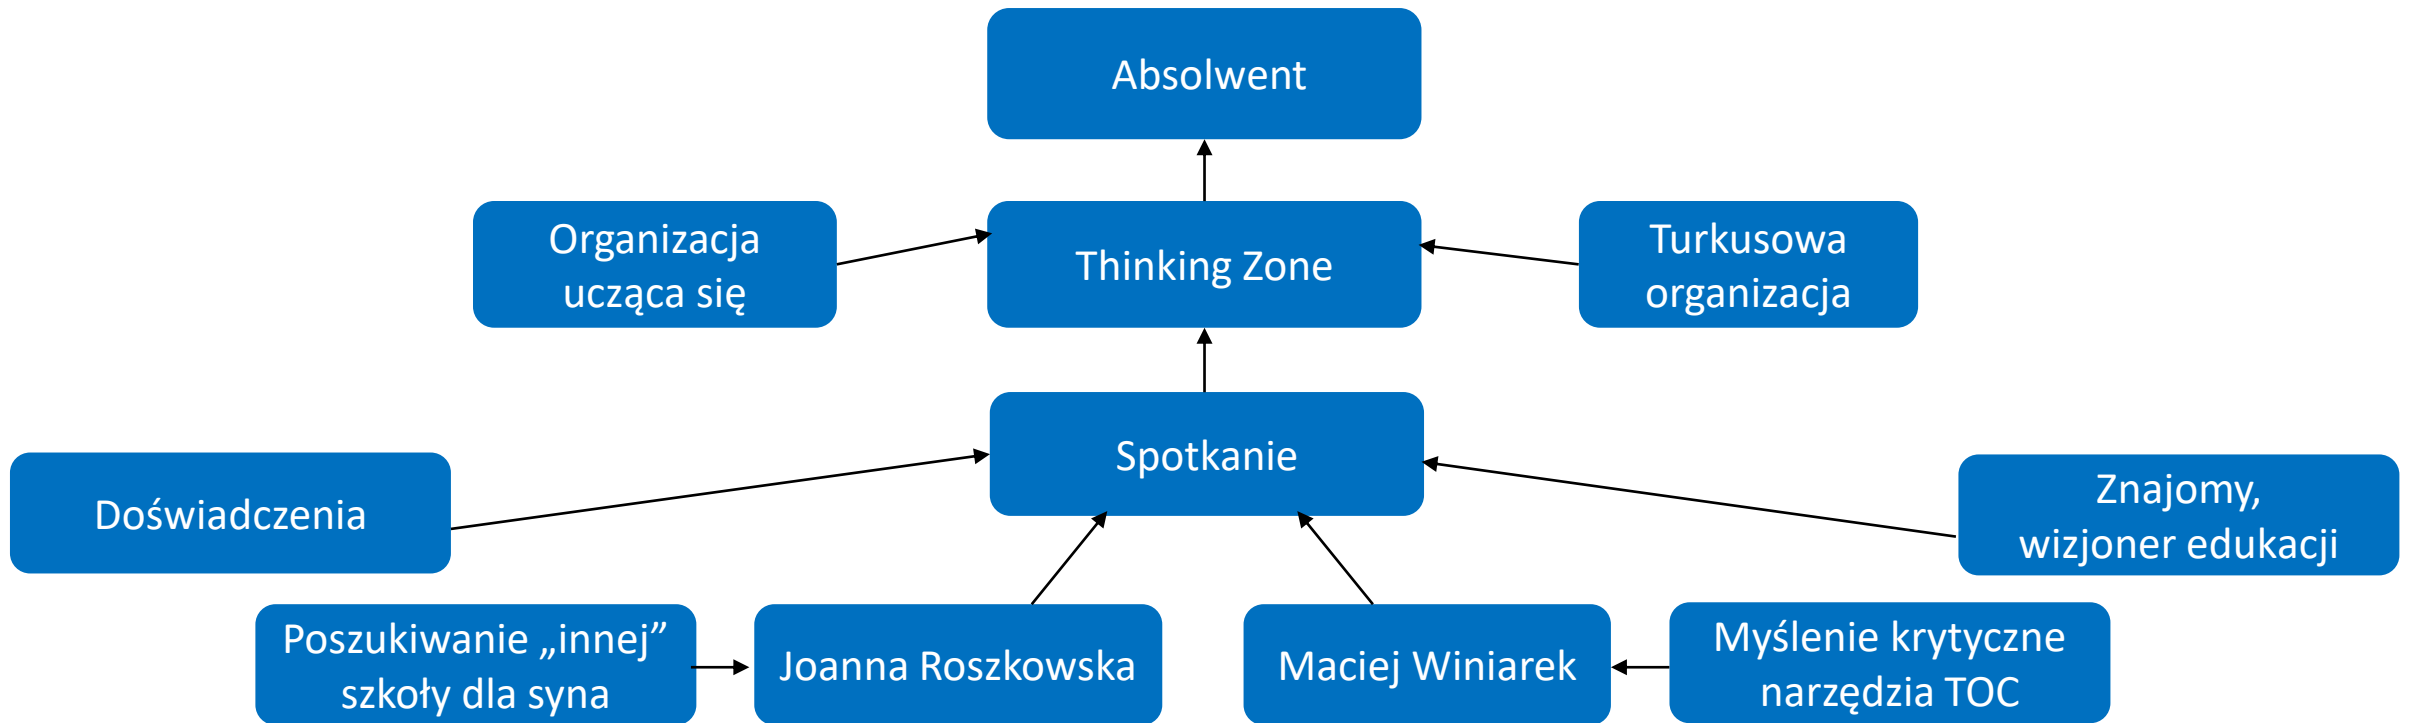 Absolwent
Organizacja
ucząca się
Thinking Zone
Turkusowa
organizacja
Spotkanie
Doświadczenia
Znajomy,
wizjoner edukacji
Poszukiwanie „innej”
szkoły dla syna
Joanna Roszkowska
Maciej Winiarek
Myślenie krytyczne
narzędzia TOC